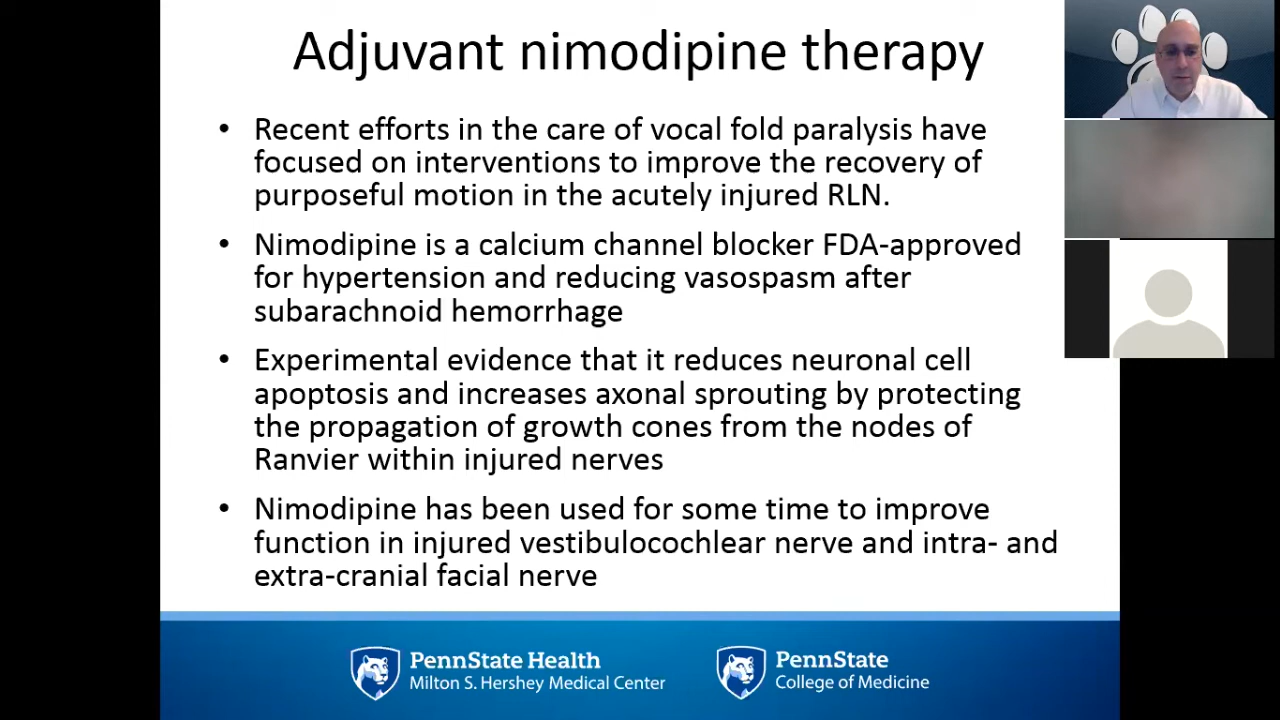 Adjuvant nimodipine therapy
• Recent efforts in the care of vocal fold paralysis have
focused on interventions to improve the recovery of
purposeful motion in the acutely injured RLN.
• Nimodipine is a calcium channel blocker FDA-approved
for hypertension and reducing vasospasm after
subarachnoid hemorrhage
• Experimental evidence that it reduces neuronal cell
apoptosis and increases axonal sprouting by protecting
the propagation of growth cones from the nodes of
Ranvier within injured nerves
• Nimodipine has been used for some time to improve
function in injured vestibulocochlear nerve and intra- and
extra-cranial facial nerve
PennState Health
Milton S. Hershey Medical Center
PennState
College of Medicine